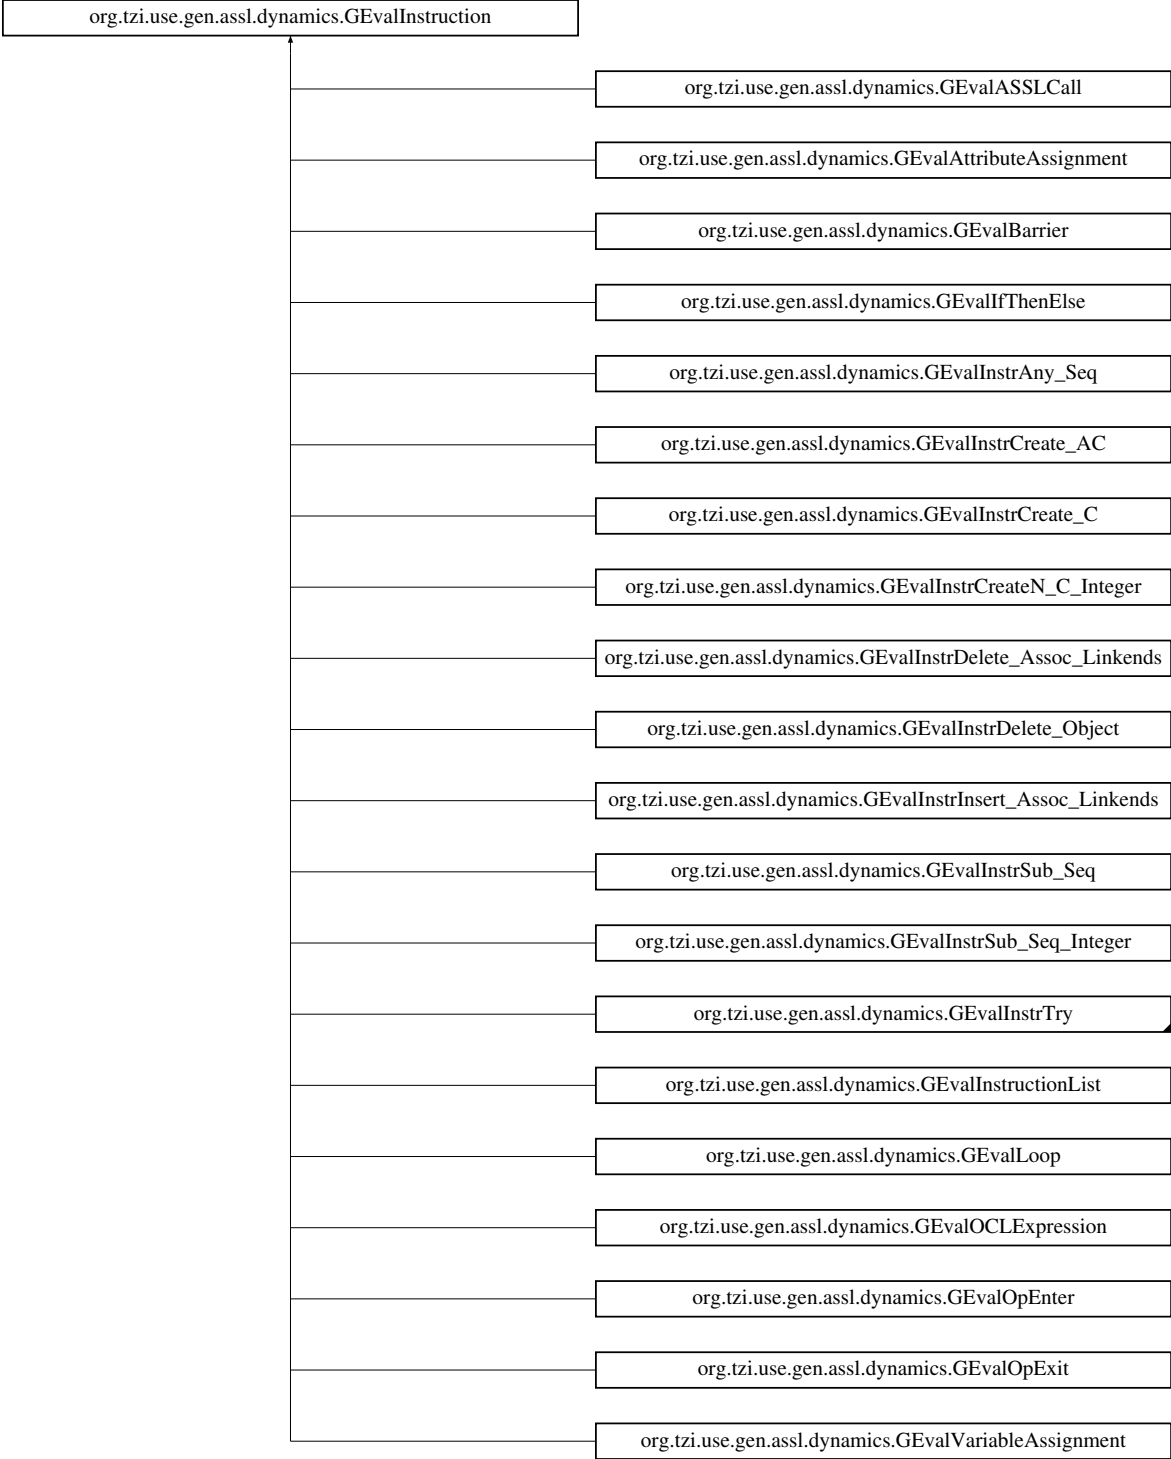 org.tzi.use.gen.assl.dynamics.GEvalInstruction
org.tzi.use.gen.assl.dynamics.GEvalASSLCall
org.tzi.use.gen.assl.dynamics.GEvalAttributeAssignment
org.tzi.use.gen.assl.dynamics.GEvalBarrier
org.tzi.use.gen.assl.dynamics.GEvalIfThenElse
org.tzi.use.gen.assl.dynamics.GEvalInstrAny_Seq
org.tzi.use.gen.assl.dynamics.GEvalInstrCreate_AC
org.tzi.use.gen.assl.dynamics.GEvalInstrCreate_C
org.tzi.use.gen.assl.dynamics.GEvalInstrCreateN_C_Integer
org.tzi.use.gen.assl.dynamics.GEvalInstrDelete_Assoc_Linkends
org.tzi.use.gen.assl.dynamics.GEvalInstrDelete_Object
org.tzi.use.gen.assl.dynamics.GEvalInstrInsert_Assoc_Linkends
org.tzi.use.gen.assl.dynamics.GEvalInstrSub_Seq
org.tzi.use.gen.assl.dynamics.GEvalInstrSub_Seq_Integer
org.tzi.use.gen.assl.dynamics.GEvalInstrTry
org.tzi.use.gen.assl.dynamics.GEvalInstructionList
org.tzi.use.gen.assl.dynamics.GEvalLoop
org.tzi.use.gen.assl.dynamics.GEvalOCLExpression
org.tzi.use.gen.assl.dynamics.GEvalOpEnter
org.tzi.use.gen.assl.dynamics.GEvalOpExit
org.tzi.use.gen.assl.dynamics.GEvalVariableAssignment